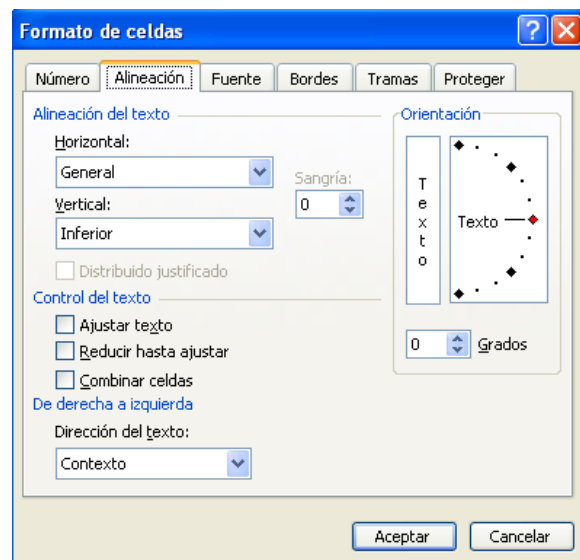 Formato de celdas
Número Alineación Fuente Bordes Tramas Proteger
Alineación del texto
Horizontal:
General
Sangría:
0
Vertical:
Inferior
Distribuido justificado
Control del texto
Ajustar texto
Reducir hasta ajustar
Combinar celdas
De derecha a izquierda
Dirección del texto:
Contexto
Orientación
Texto
Texto
0 Grados
Aceptar Cancelar